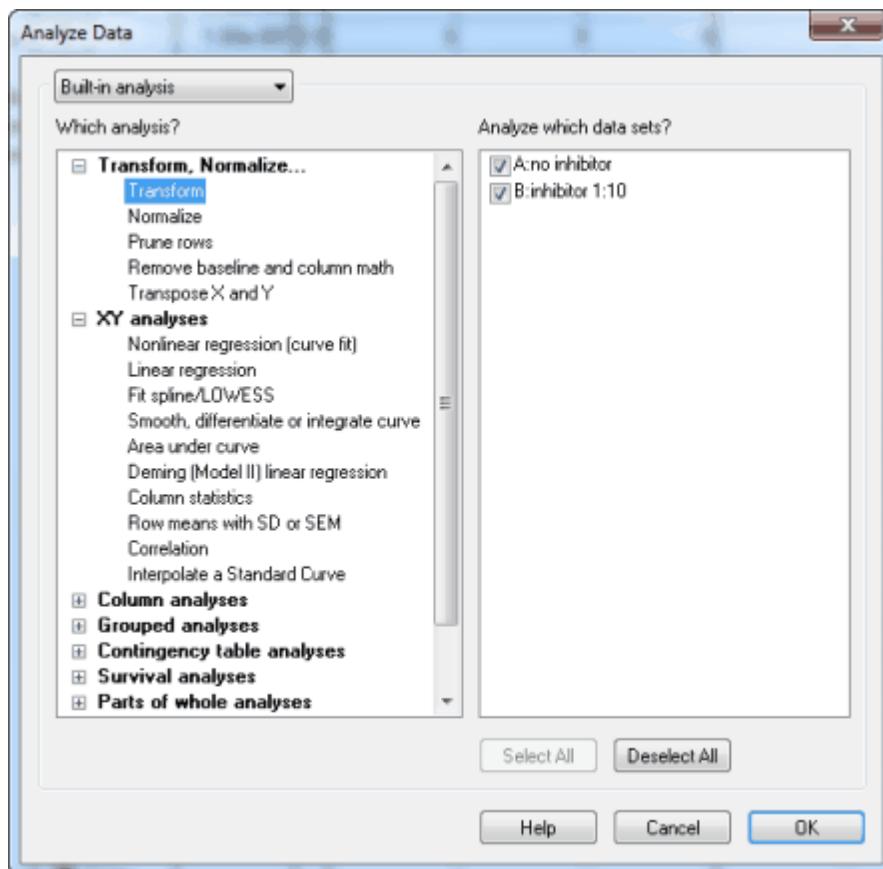 Analyze Data
Built-in analysis
Which analysis?
Transform, Normalize...
Transform
Normalize
Prune rows
Remove baseline and column math
Transpose X and Y
XY analyses
Nonlinear regression (curve fit)
Linear regression
Fit spline/LOWESS
Smooth, differentiate or integrate curve
Area under curve
Deming (Model II) linear regression
Column statistics
Row means with SD or SEM
Correlation
Interpolate a Standard Curve
Column analyses
Grouped analyses
Contingency table analyses
Survival analyses
Parts of whole analyses
Analyze which data sets?
A:no inhibitor
B:inhibitor 1:10
Select All
Deselect All
Help
Cancel
OK